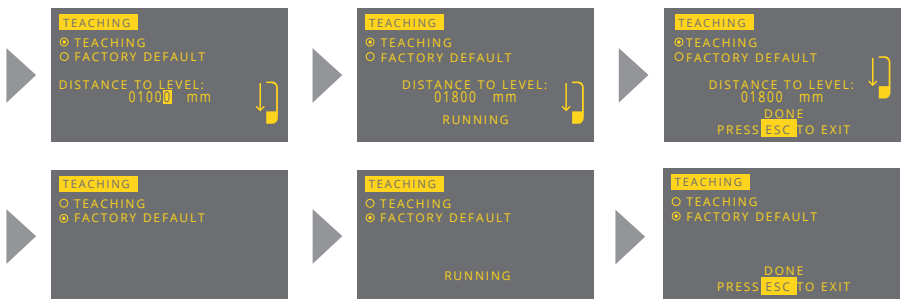 TEACHING
TEACHING
FACTORY DEFAULT
DISTANCE TO LEVEL:
01000 mm
TEACHING
TEACHING
FACTORY DEFAULT
DISTANCE TO LEVEL:
01800 mm
RUNNING
TEACHING
TEACHING
FACTORY DEFAULT
DISTANCE TO LEVEL:
01800 mm
DONE
PRESS ESC TO EXIT
TEACHING
TEACHING
FACTORY DEFAULT
TEACHING
TEACHING
FACTORY DEFAULT
RUNNING
TEACHING
TEACHING
FACTORY DEFAULT
DONE
PRESS ESC TO EXIT